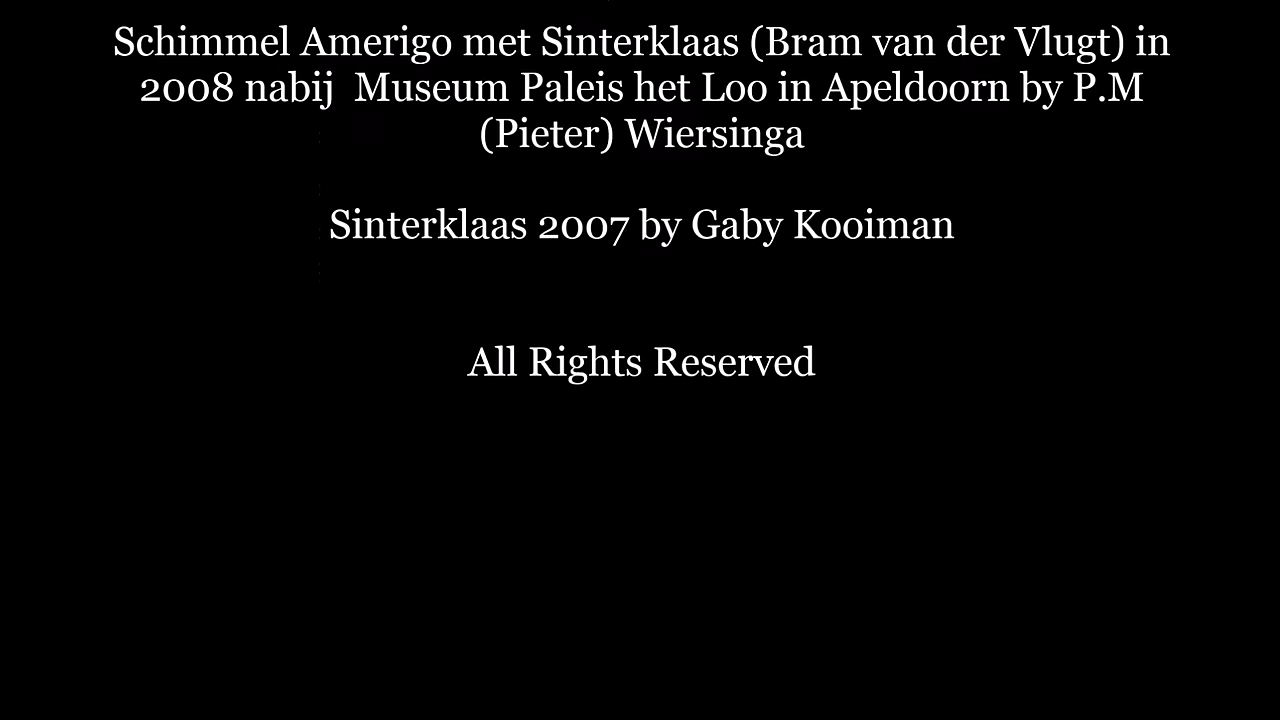 Schimmel Amerigo met Sinterklaas (Bram van der Vlugt) in
2008 nabij  Museum Paleis het Loo in Apeldoorn by P.M
(Pieter) Wiersinga
Sinterklaas 2007 by Gaby Kooiman
All Rights Reserved